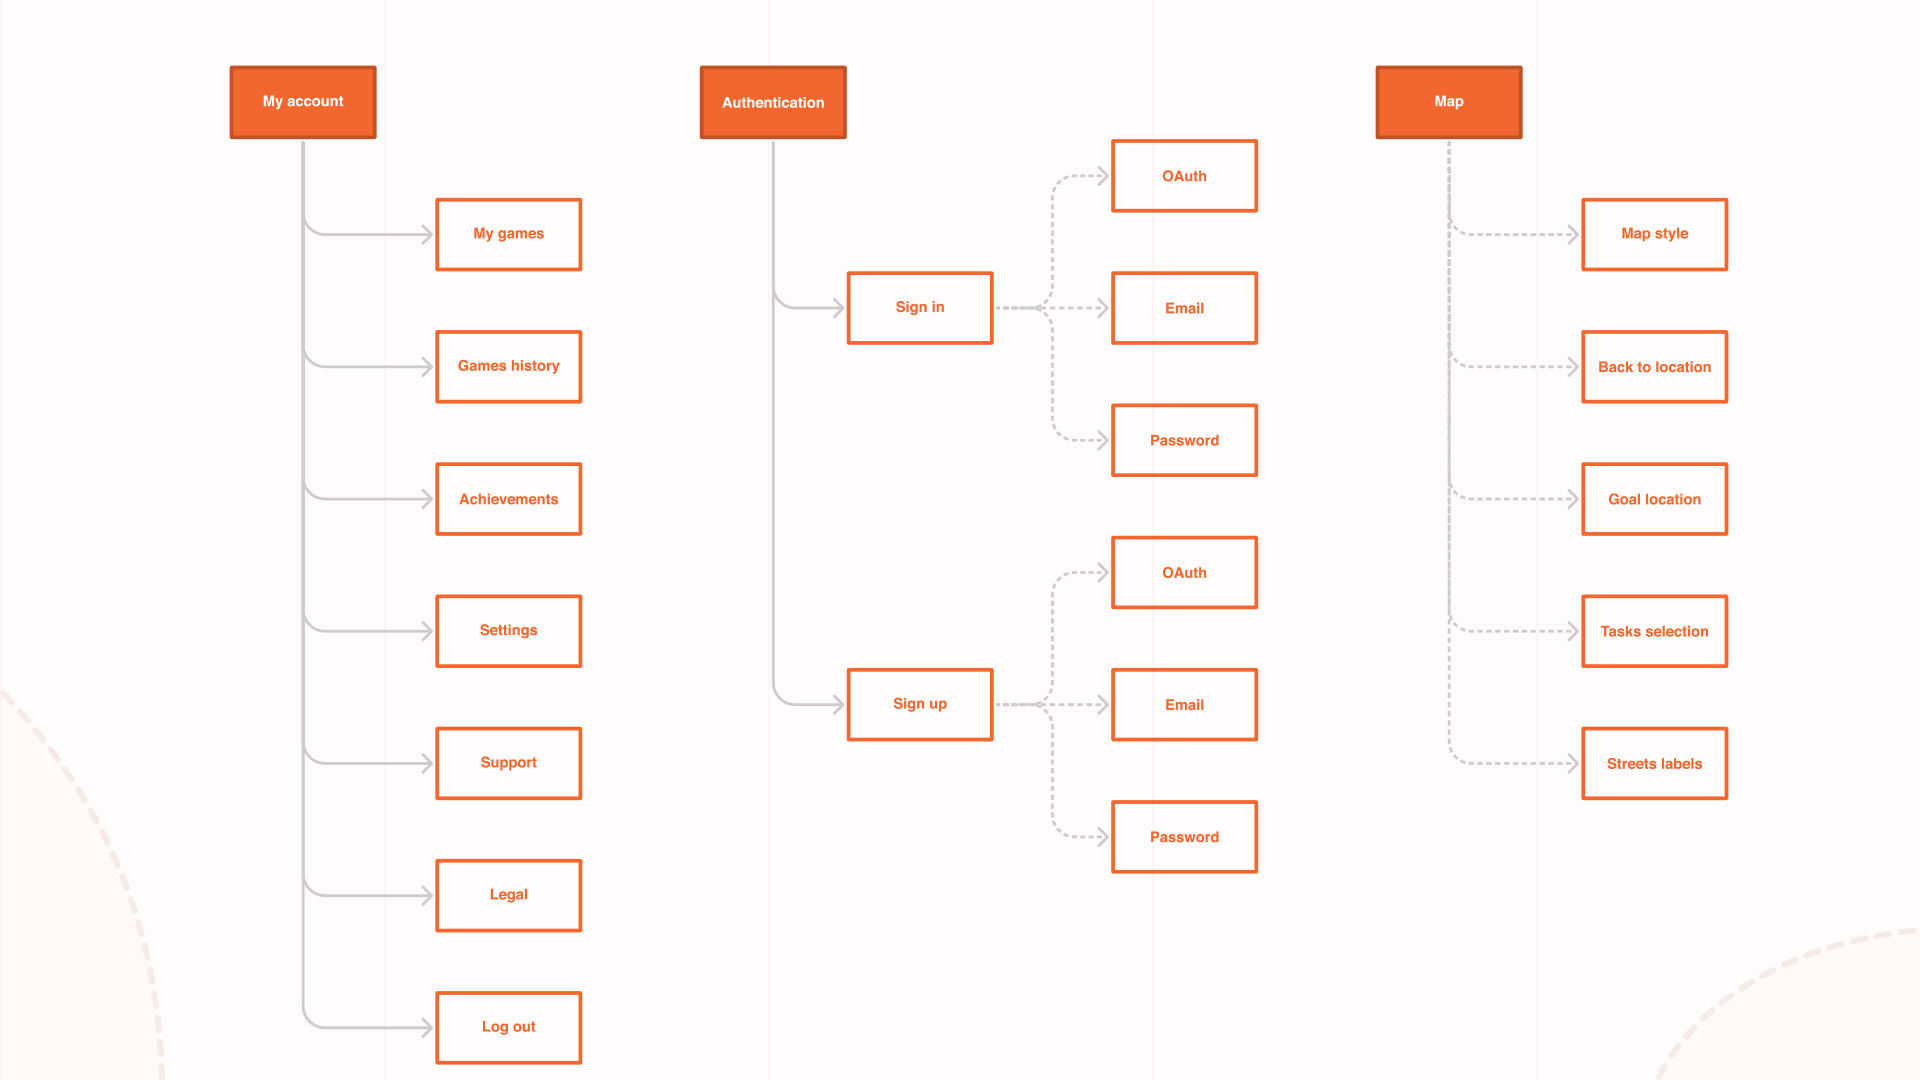 My account
My games
Games history
Achievements
Settings
Support
Legal
Log out
Authentication
Sign in
OAuth
Email
Password
Sign up
OAuth
Email
Password
Map
Map style
Back to location
Goal location
Tasks selection
Streets labels